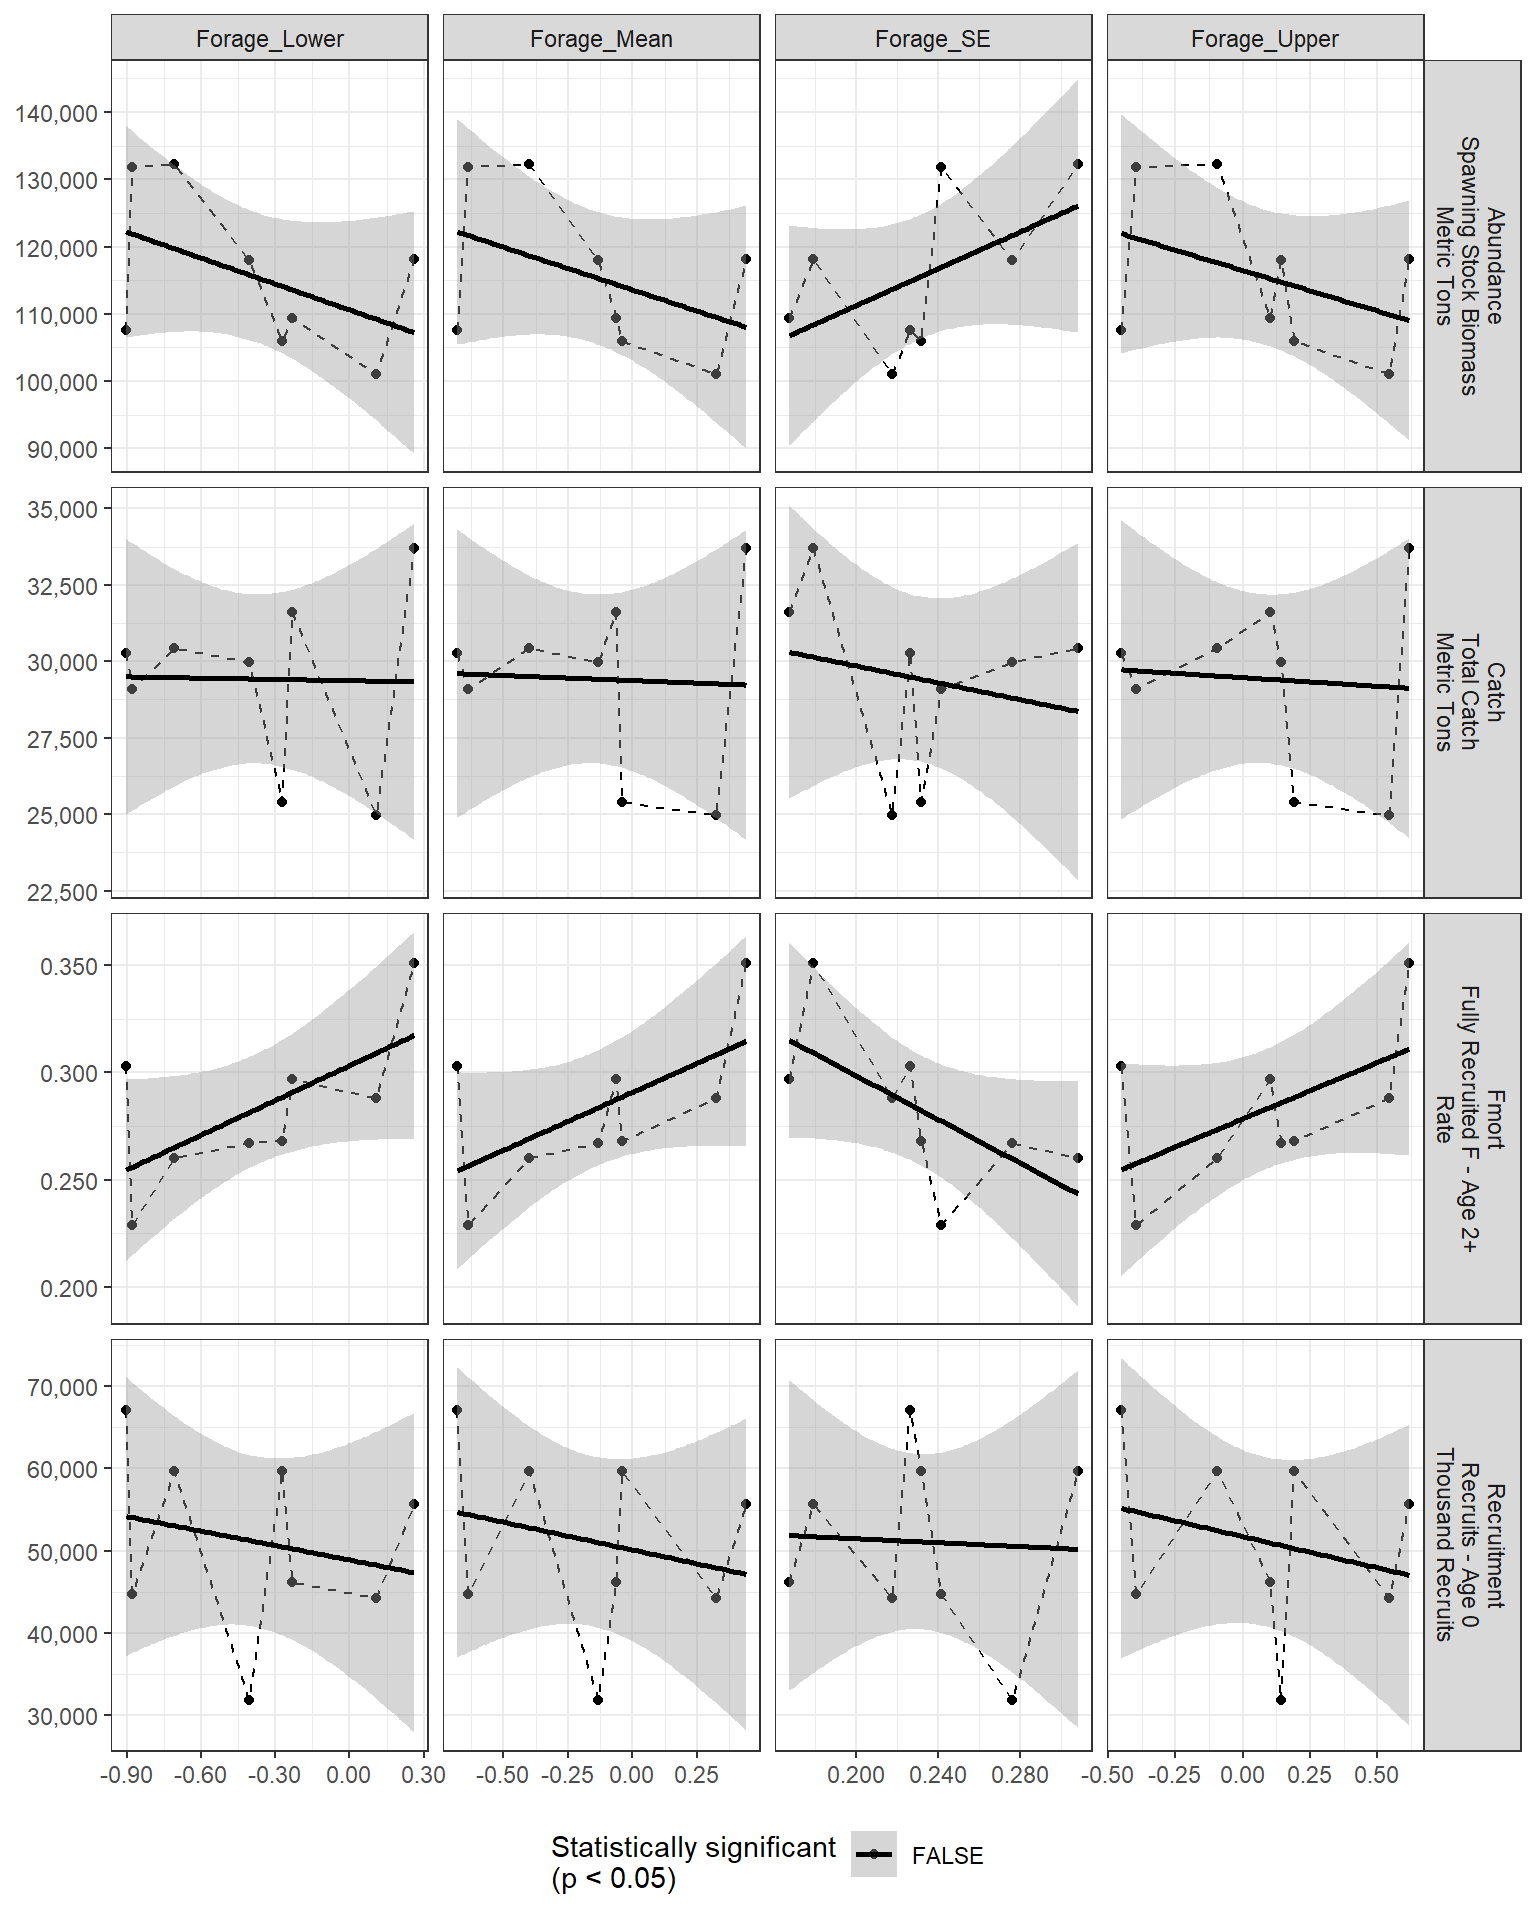 Forage_Lower
Forage_Mean
Forage_SE
Forage_Upper
140,000
130,000
120,000
110,000
100,000
90,000
Abundance
Spawning Stock Biomass
Metric Tons
35,000
32,500
30,000
27,500
25,000
22,500
Catch
Total Catch
Metric Tons
0.350
0.300
0.250
0.200
Fmort
Fully Recruited F - Age 2+
Rate
70,000
60,000
50,000
40,000
30,000
Recruitment
Recruits - Age 0
Thousand Recruits
-0.90 -0.60 -0.30 0.00 0.30
-0.50 -0.25 0.00 0.25
0.200 0.240 0.280
-0.50 -0.25 0.00 0.25 0.50
Statistically significant
(p < 0.05)
FALSE